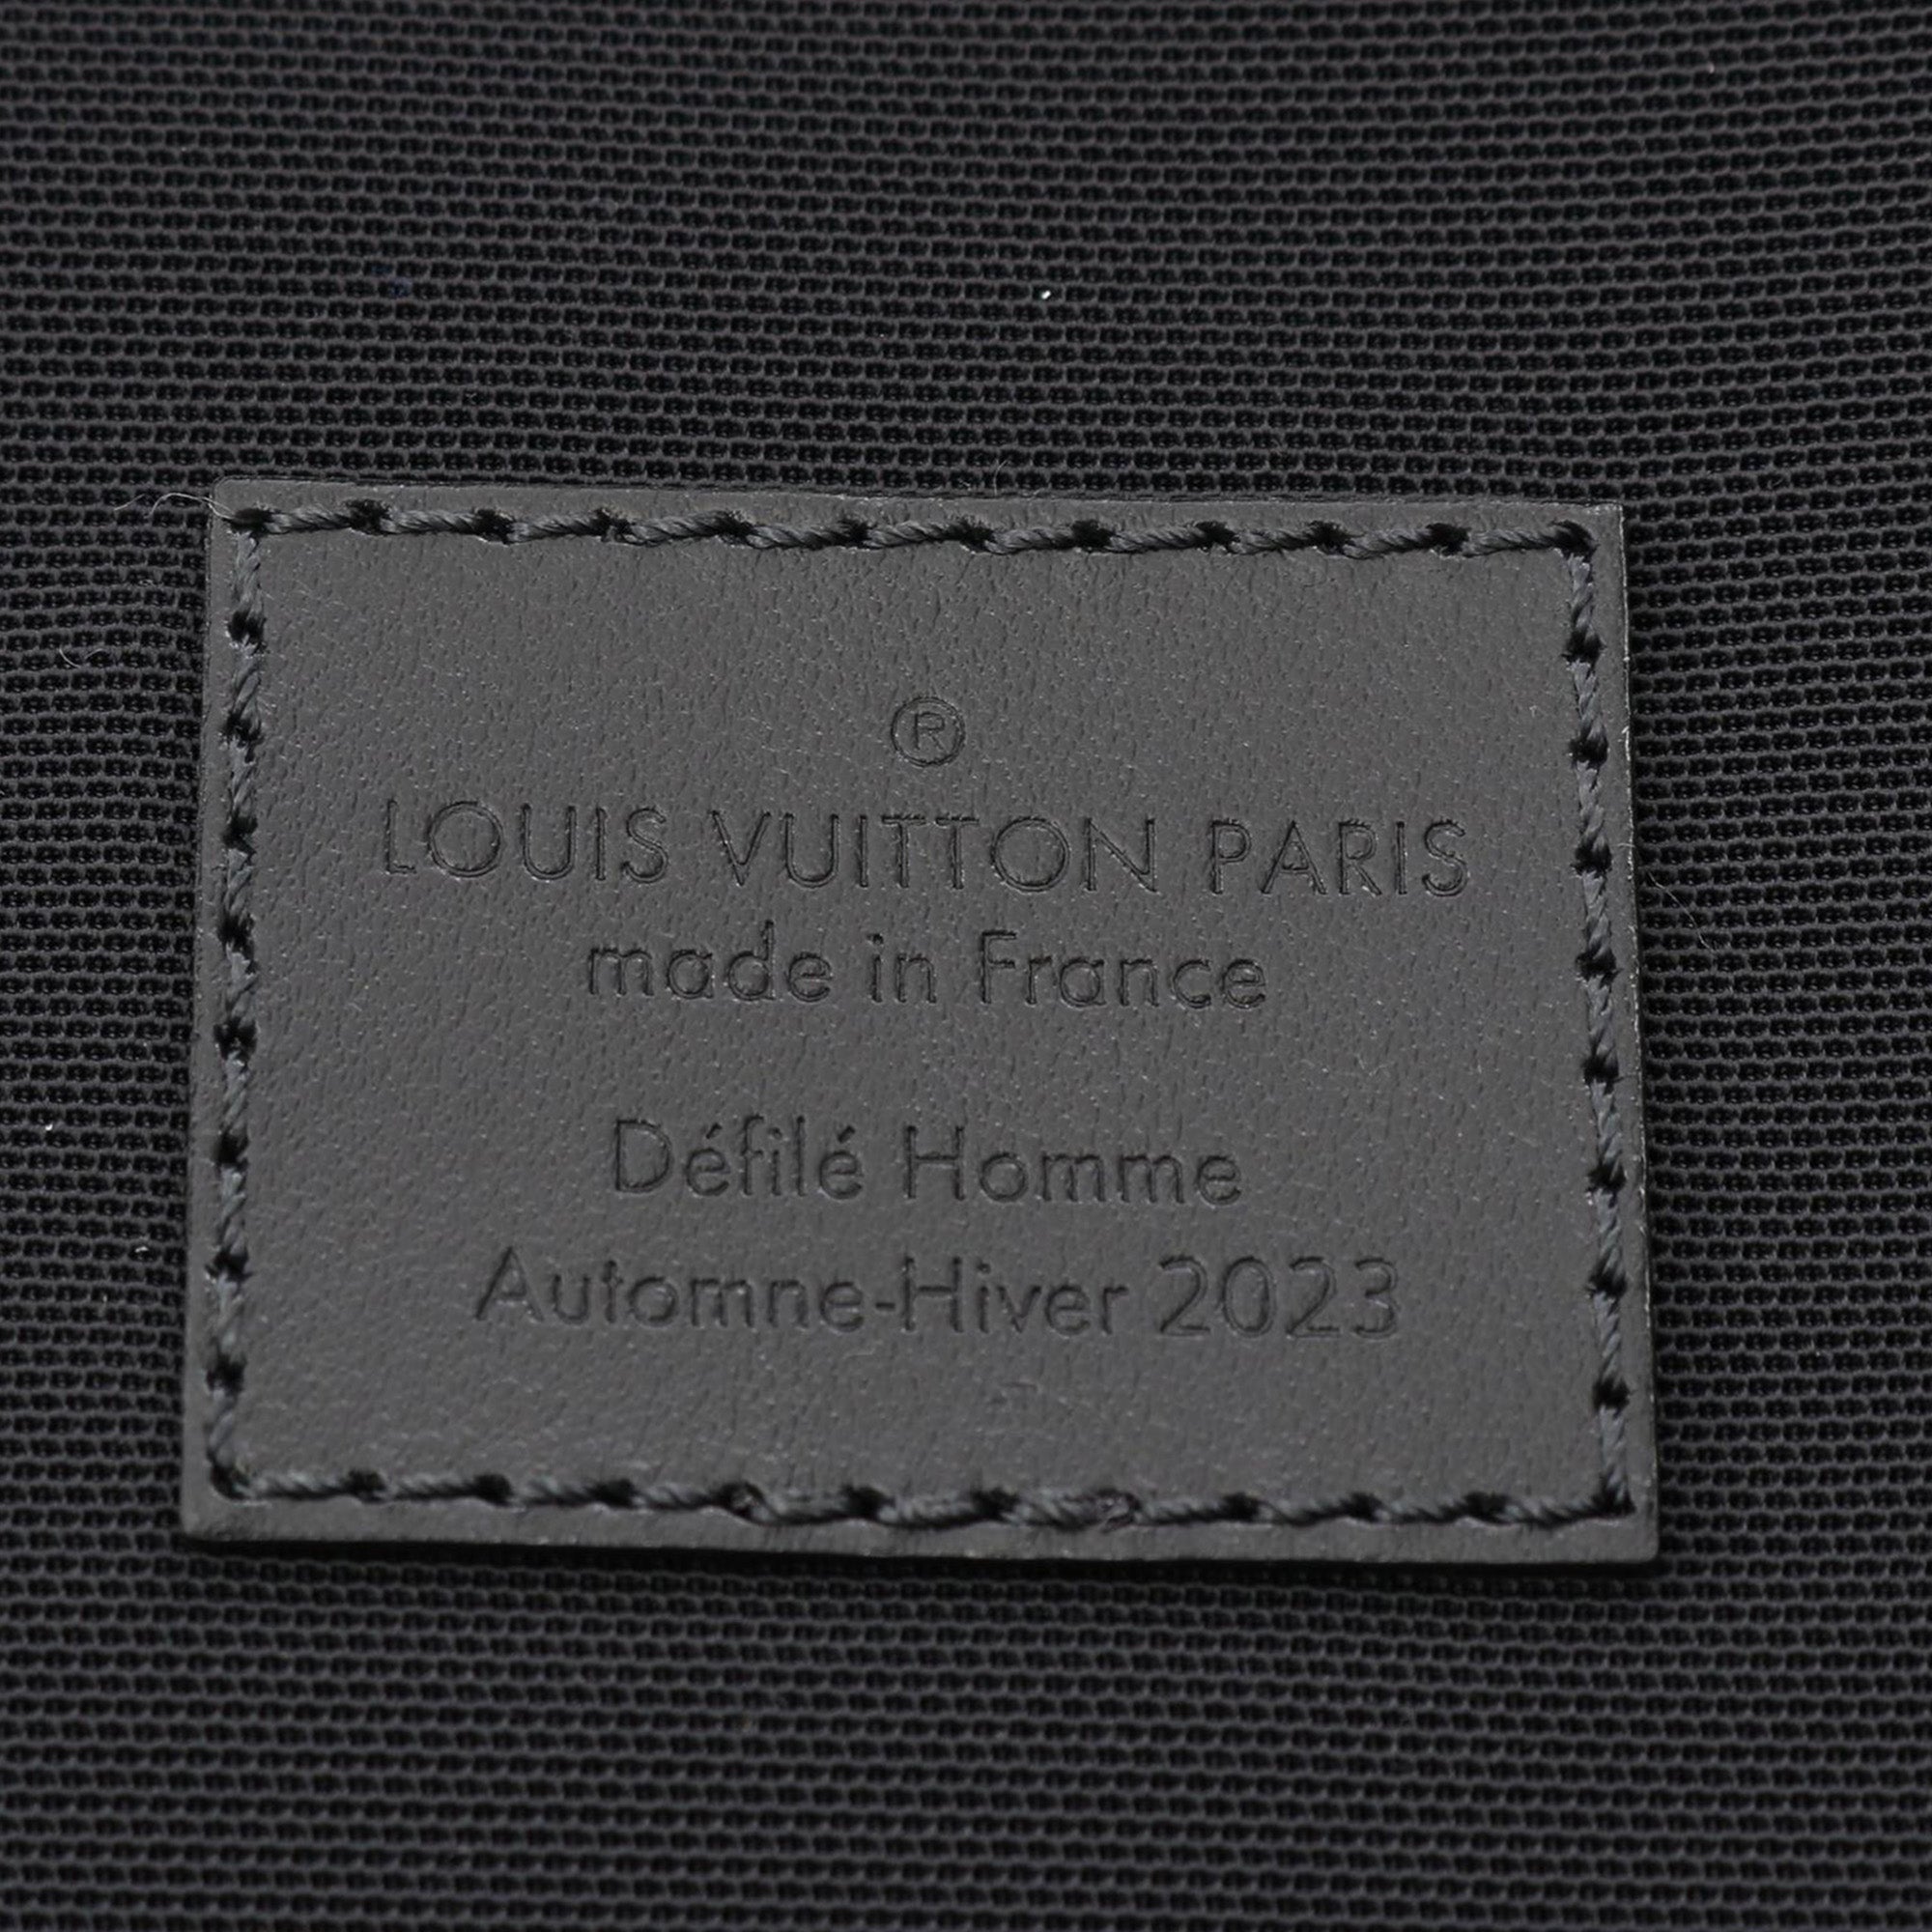 ®
LOUIS VUITTON PARIS
made in France
Défilé Homme
Automne-Hiver 2023